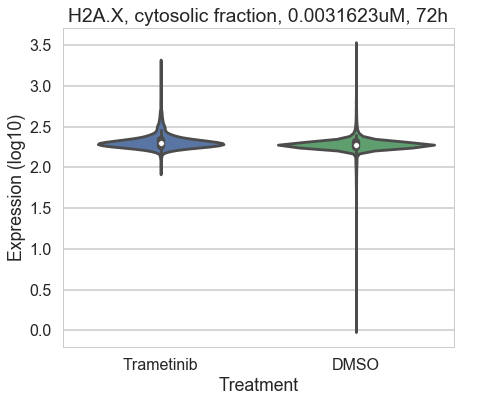 H2A.X, cytosolic fraction, 0.0031623uM, 72h
3.5
3.0
2.5
2.0
1.5
1.0
0.5
0.0
Expression (log10)
Trametinib DMSO
Treatment